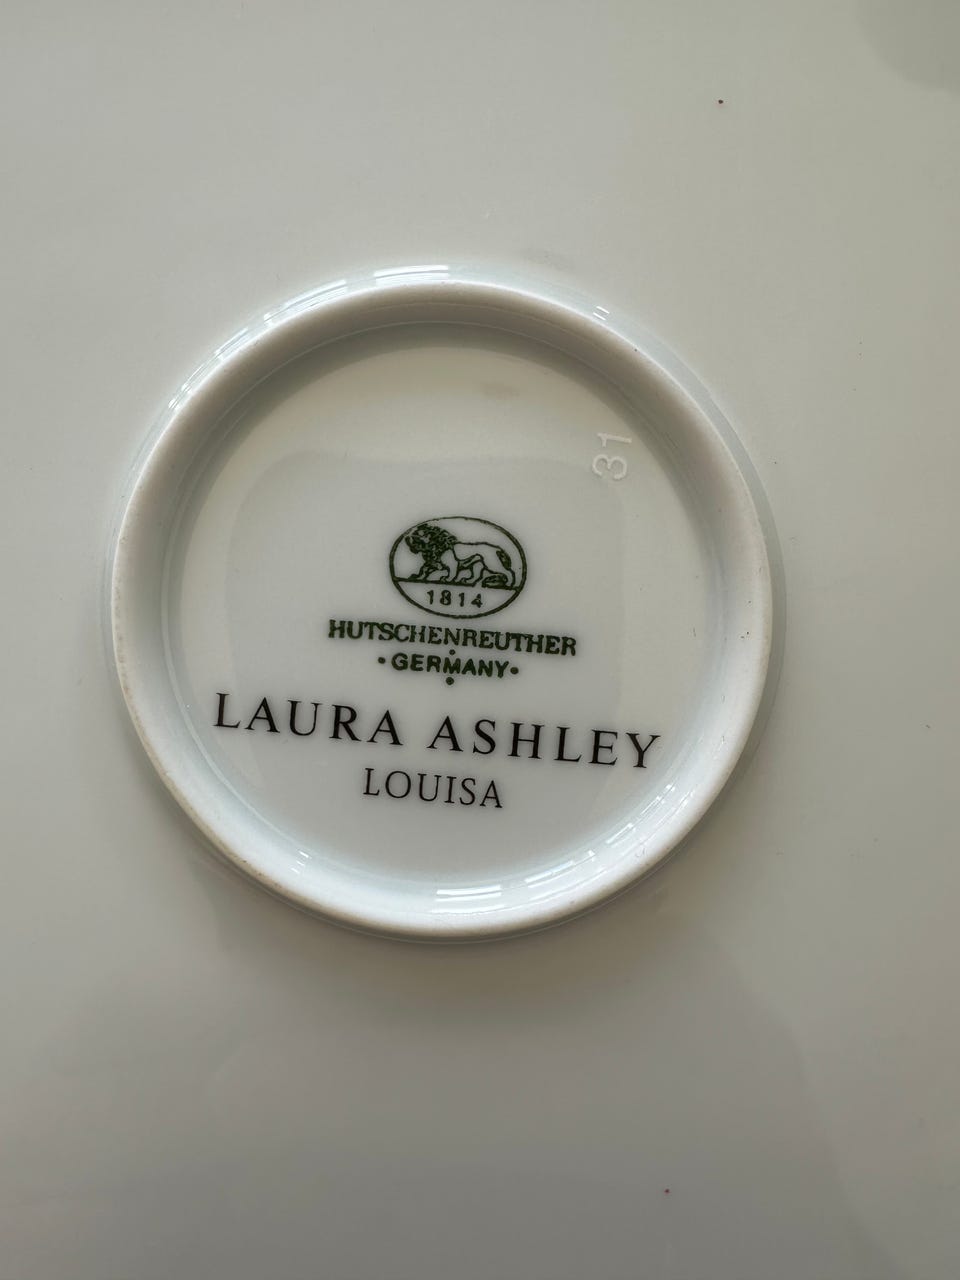 31
1814
HUTSCHENREUTHER
• GERMANY •
LAURA ASHLEY
LOUISA